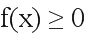 f(x) ≥ 0